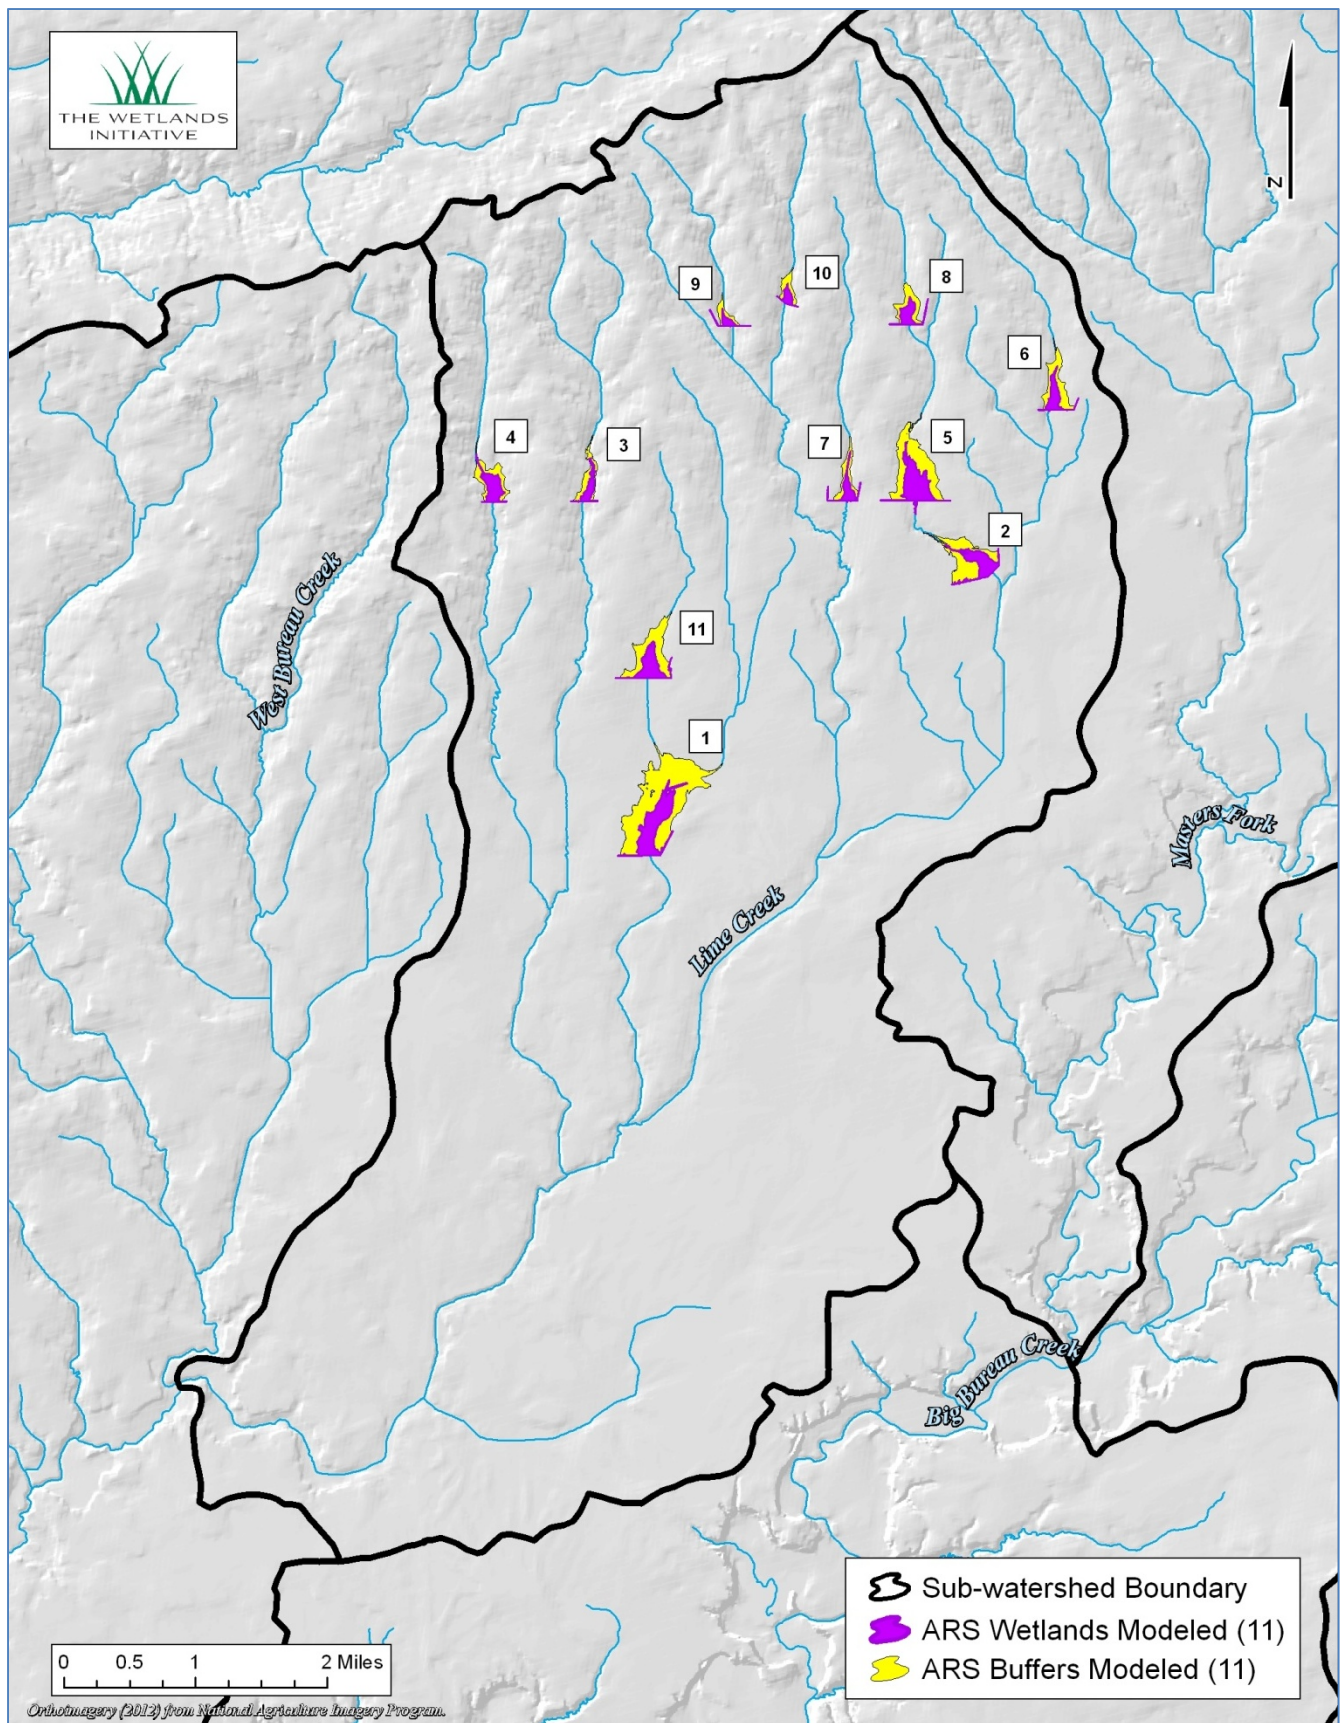 THE WETLANDS
INITIATIVE
N
10
8
9
6
4
3
7
5
2
11
1
West Bureau Creek
Masters Fork
Lime Creek
Big Bureau Creek
Sub-watershed Boundary
ARS Wetlands Modeled (11)
ARS Buffers Modeled (11)
0 0.5 1 2 Miles
Orthoimagery (2012) from National Agriculture Imagery Program.